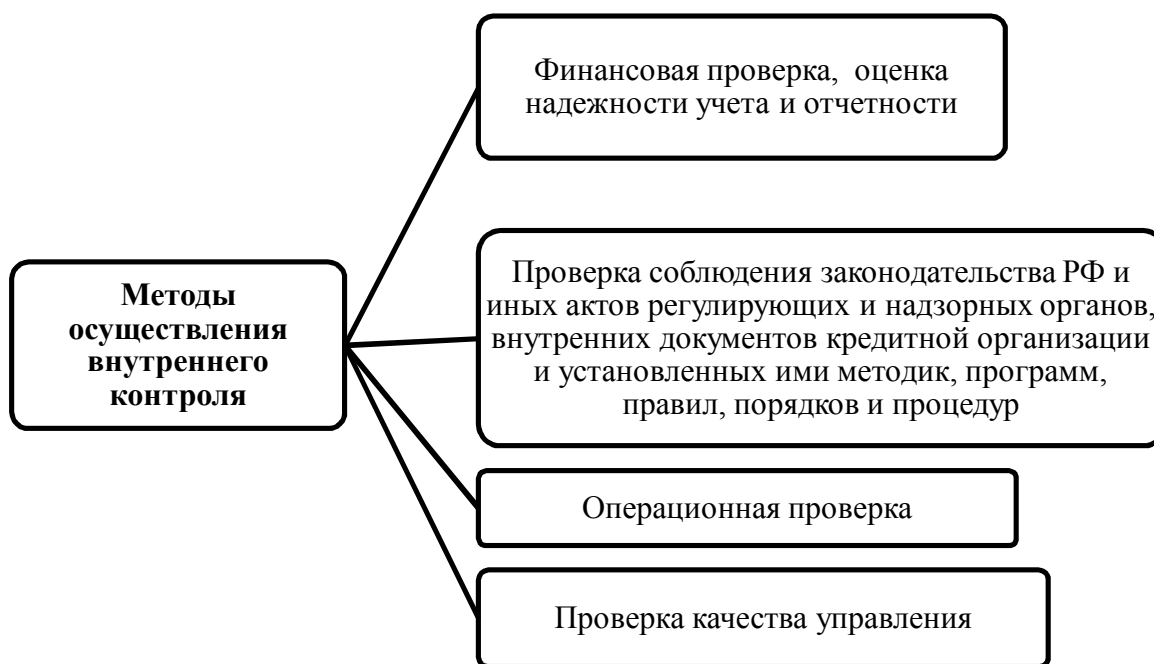 Финансовая проверка, оценка
надежности учета и отчетности
Методы
осуществления
внутреннего
контроля
Проверка соблюдения законодательства РФ и
иных актов регулирующих и надзорных органов,
внутренних документов кредитной организации
и установленных ими методик, программ,
правил, порядков и процедур
Операционная проверка
Проверка качества управления